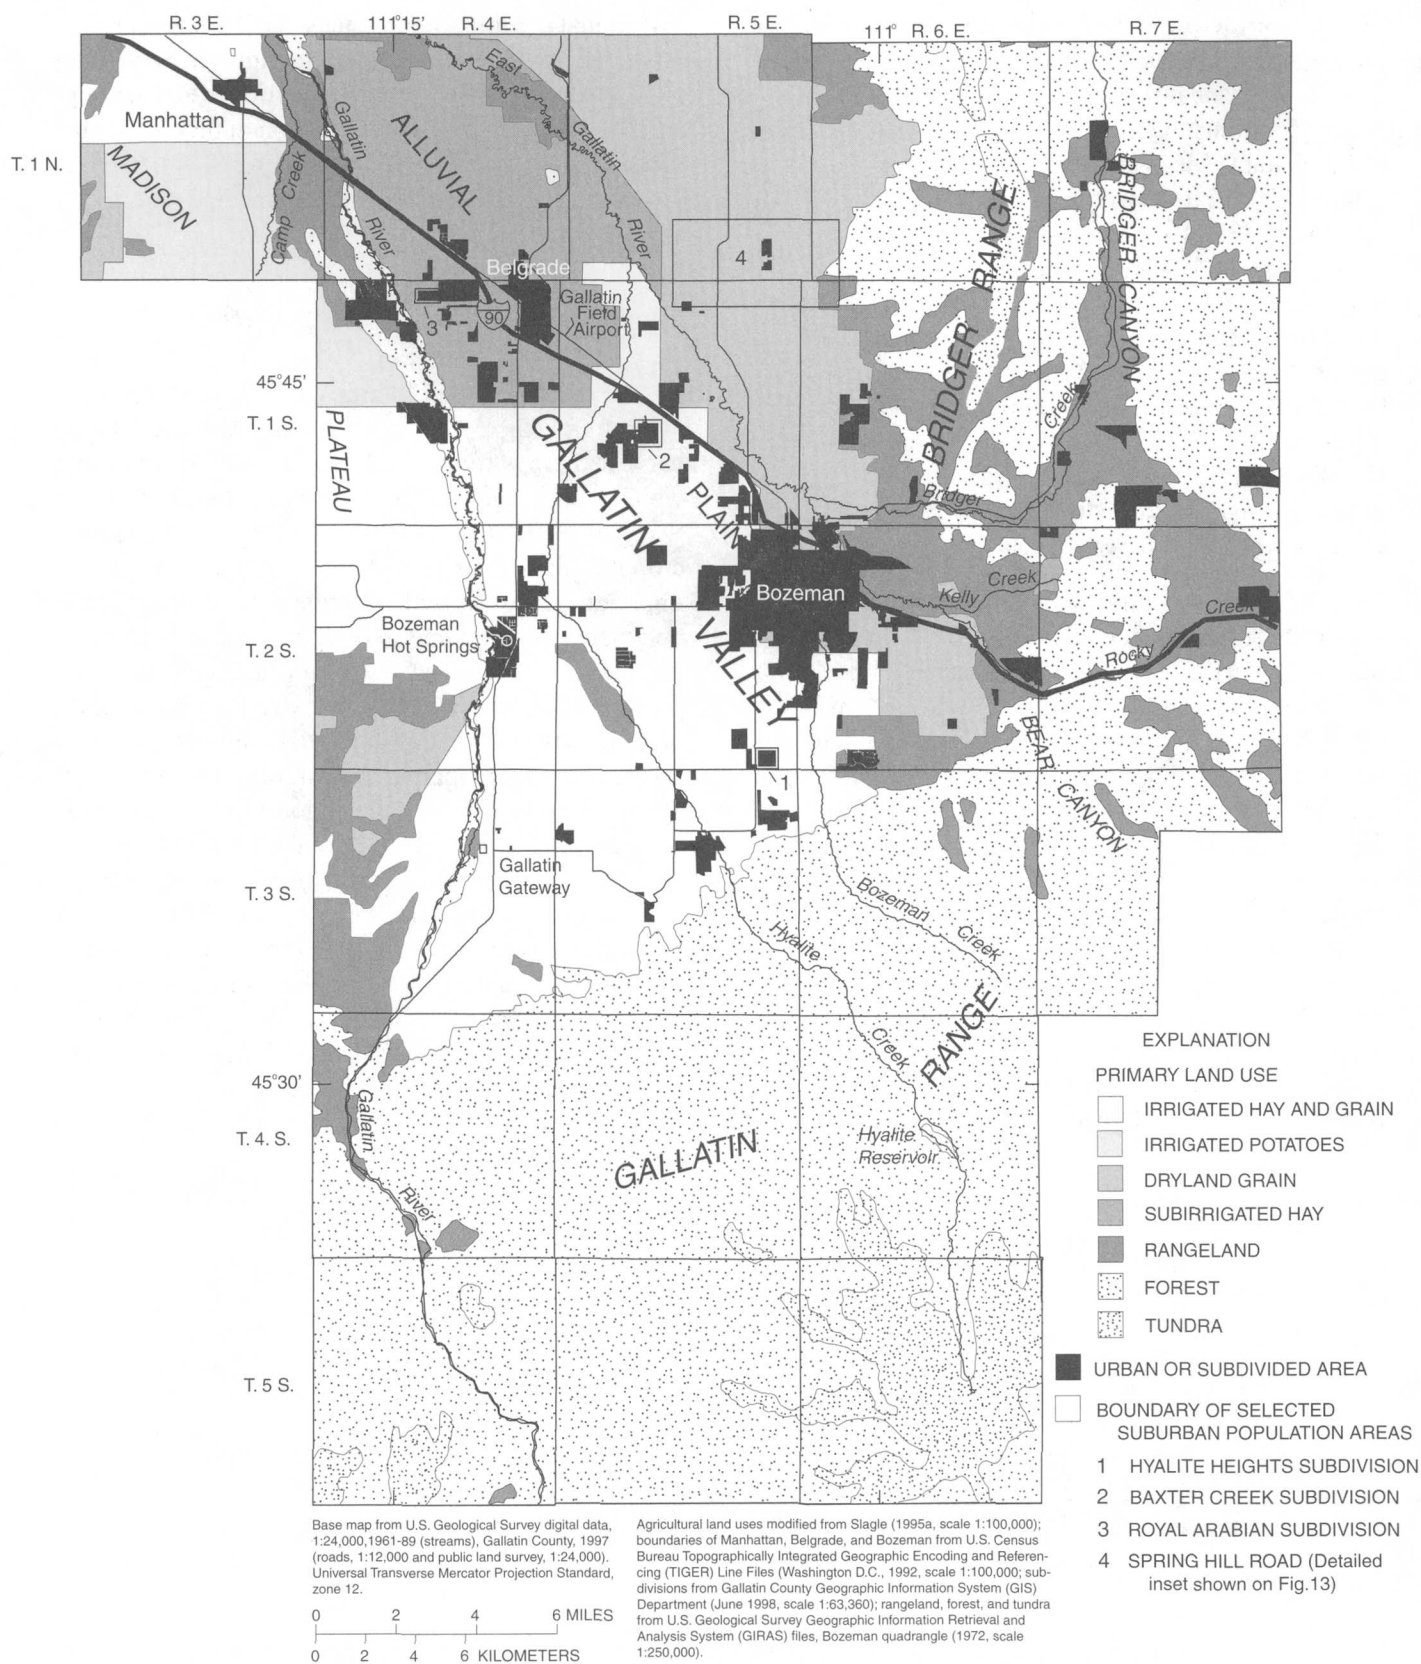 R. 3 E. 111°15' R. 4 E. R. 5 E. 111° R. 6. E. R. 7 E.
T. 1 N.
45°45'
T. 1 S.
T. 2 S.
T. 3 S.
45°30'
T. 4. S.
T. 5 S.
Manhattan
MADISON
PLATEAU
Camp Creek
Gallatin
River
ALLUVIAL
PLAIN
East
Gallatin
River
Belgrade
90
Gallatin
Field
Airport
4
3
2
1
GALLATIN
VALLEY
BRIDGER RANGE
BRIDGER CANYON
Bridger
Creek
Bozeman
Kelly Creek
Rocky Creek
Bozeman
Hot Springs
BEAR
CANYON
Gallatin
Gateway
Bozeman
Creek
Hyalite
Creek
GALLATIN
RANGE
Hyalite
Reservoir
Gallatin
River
EXPLANATION
PRIMARY LAND USE
IRRIGATED HAY AND GRAIN
IRRIGATED POTATOES
DRYLAND GRAIN
SUBIRRIGATED HAY
RANGELAND
FOREST
TUNDRA
URBAN OR SUBDIVIDED AREA
BOUNDARY OF SELECTED
SUBURBAN POPULATION AREAS
1 HYALITE HEIGHTS SUBDIVISION
2 BAXTER CREEK SUBDIVISION
3 ROYAL ARABIAN SUBDIVISION
4 SPRING HILL ROAD (Detailed
inset shown on Fig.13)
Base map from U.S. Geological Survey digital data,
1:24,000,1961-89 (streams), Gallatin County, 1997
(roads, 1:12,000 and public land survey, 1:24,000).
Universal Transverse Mercator Projection Standard,
zone 12.
Agricultural land uses modified from Slagle (1995a, scale 1:100,000);
boundaries of Manhattan, Belgrade, and Bozeman from U.S. Census
Bureau Topographically Integrated Geographic Encoding and Referen-
cing (TIGER) Line Files (Washington D.C., 1992, scale 1:100,000; sub-
divisions from Gallatin County Geographic Information System (GIS)
Department (June 1998, scale 1:63,360); rangeland, forest, and tundra
from U.S. Geological Survey Geographic Information Retrieval and
Analysis System (GIRAS) files, Bozeman quadrangle (1972, scale
1:250,000).
0 2 4 6 MILES
0 2 4 6 KILOMETERS